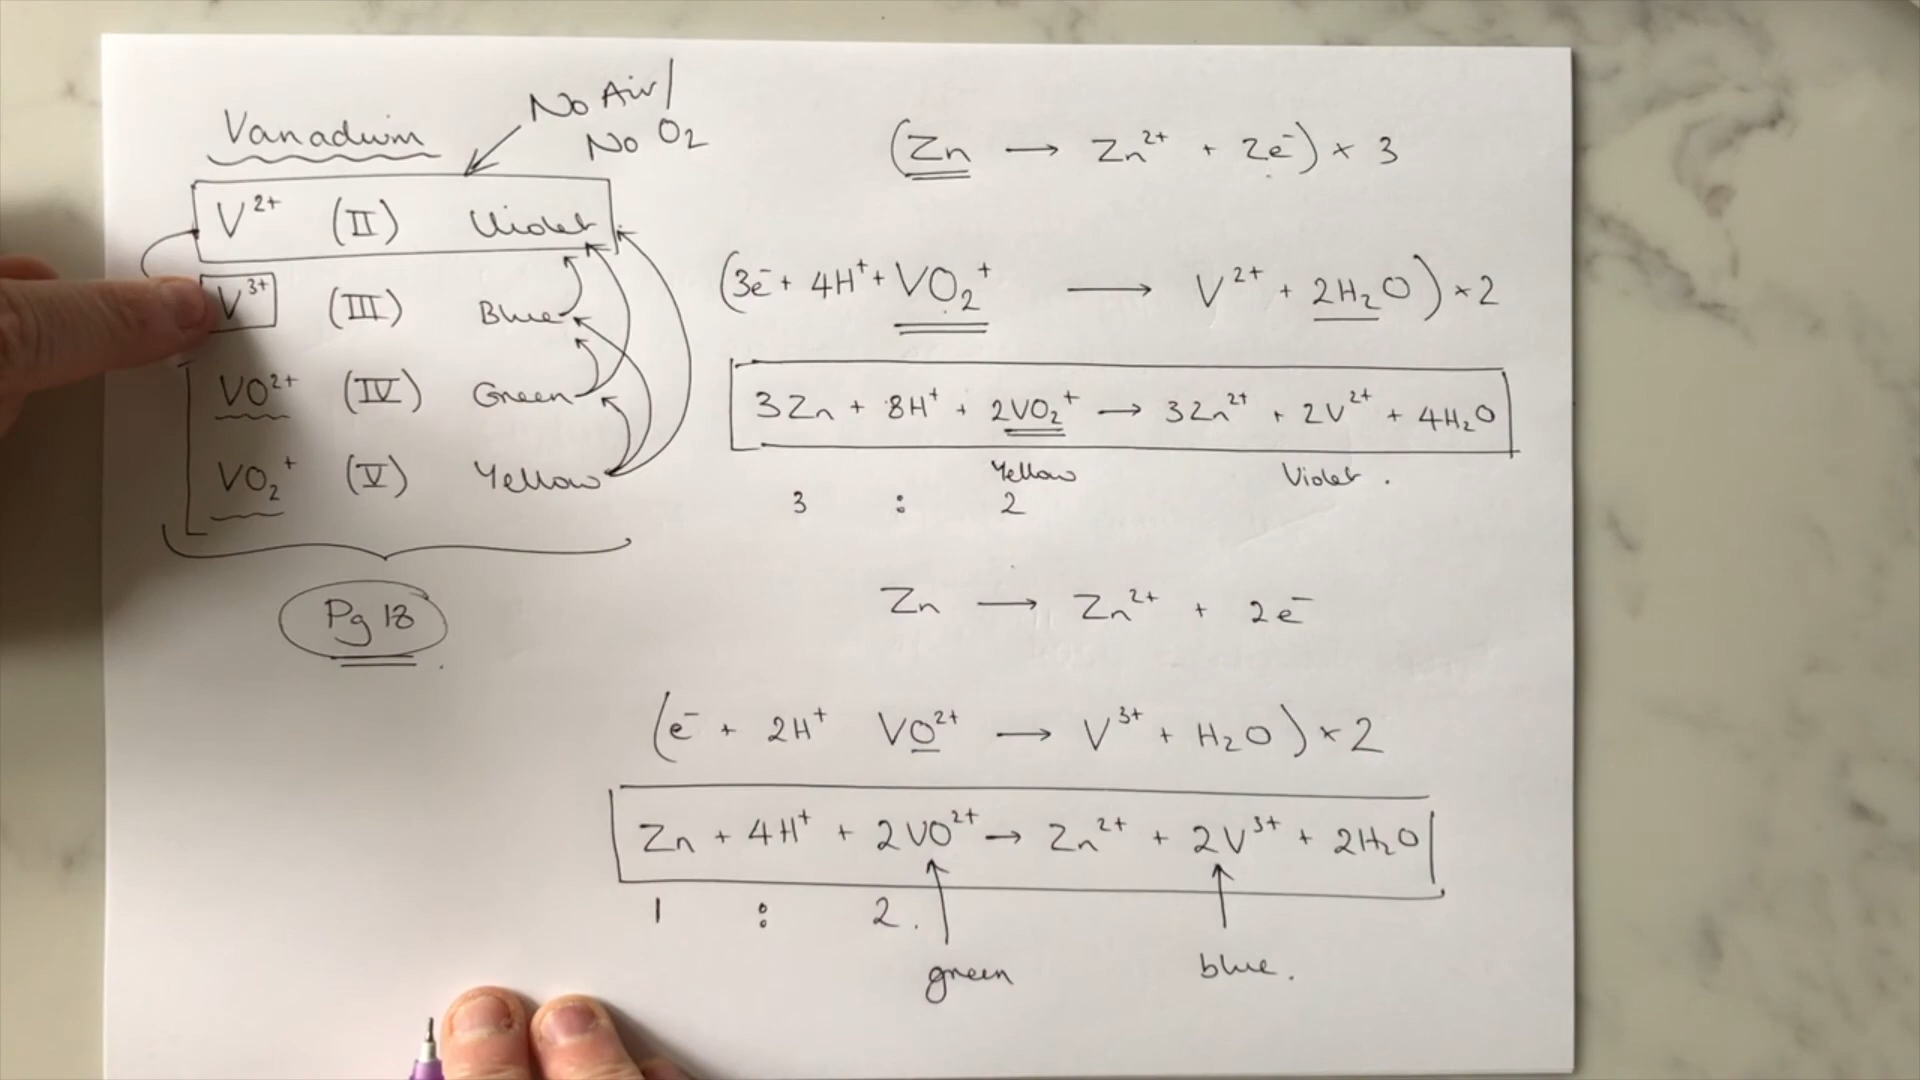 Vanadium
No Air/
No O₂
V²⁺ (II) Violet
V³⁺ (III) Blue
VO²⁺ (IV) Green
VO₂⁺ (V) Yellow
Pg 18
(Zn → Zn²⁺ + 2e⁻) × 3
(3e⁻ + 4H⁺ + VO₂⁺ → V²⁺ + 2H₂O) × 2
3Zn + 8H⁺ + 2VO₂⁺ → 3Zn²⁺ + 2V²⁺ + 4H₂O
Yellow Violet.
3 : 2
Zn → Zn²⁺ + 2e⁻
(e⁻ + 2H⁺ VO²⁺ → V³⁺ + H₂O) × 2
Zn + 4H⁺ + 2VO²⁺ → Zn²⁺ + 2V³⁺ + 2H₂O
1 : 2.
green blue.